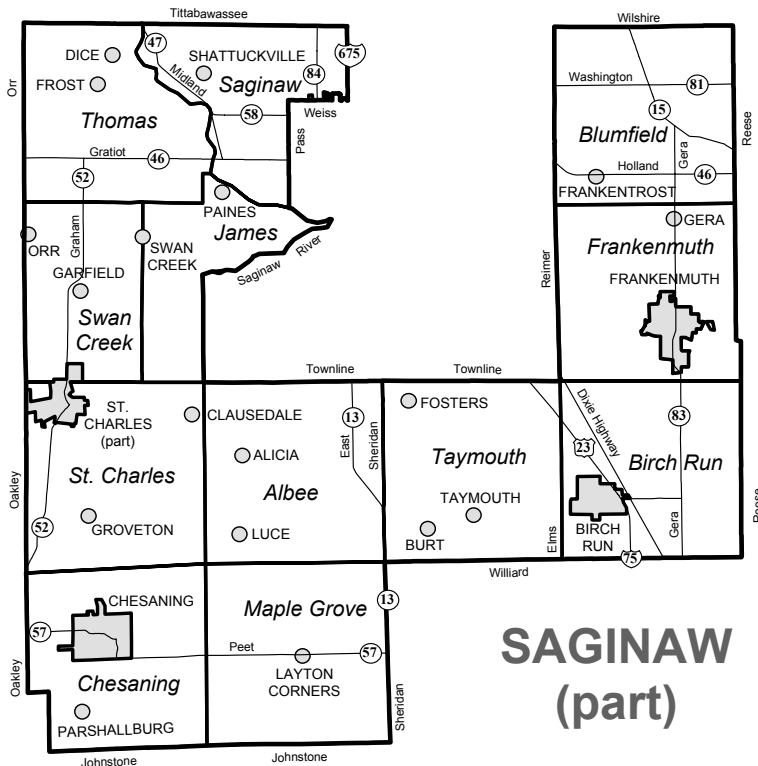 Tittabawassee
Wilshire
47
DICE
SHATTUCKVILLE
675
Saginaw
Orr
FROST
Midland
84
Washington
81
Weiss
58
15
Thomas
Blumfield
Reese
Pass
Gera
Gratiot
46
Holland
46
52
FRANKENTROST
PAINES
James
GERA
Graham
ORR
SWAN
CREEK
River
Saginaw
Frankenmuth
GARFIELD
Reimer
FRANKENMUTH
Swan
Creek
Townline
Townline
ST.
CHARLES
(part)
CLAUSEDALE
13
FOSTERS
83
East
Sheridan
Dixie Highway
23
ALICIA
Taymouth
Birch Run
Oakley
St. Charles
Albee
TAYMOUTH
Reese
52
GROVETON
LUCE
BURT
Elms
BIRCH
RUN
Gera
75
Williard
CHESANING
Maple Grove
13
57
Peet
57
SAGINAW
(part)
Oakley
LAYTON
CORNERS
Chesaning
Sheridan
PARSHALLBURG
Johnstone
Johnstone